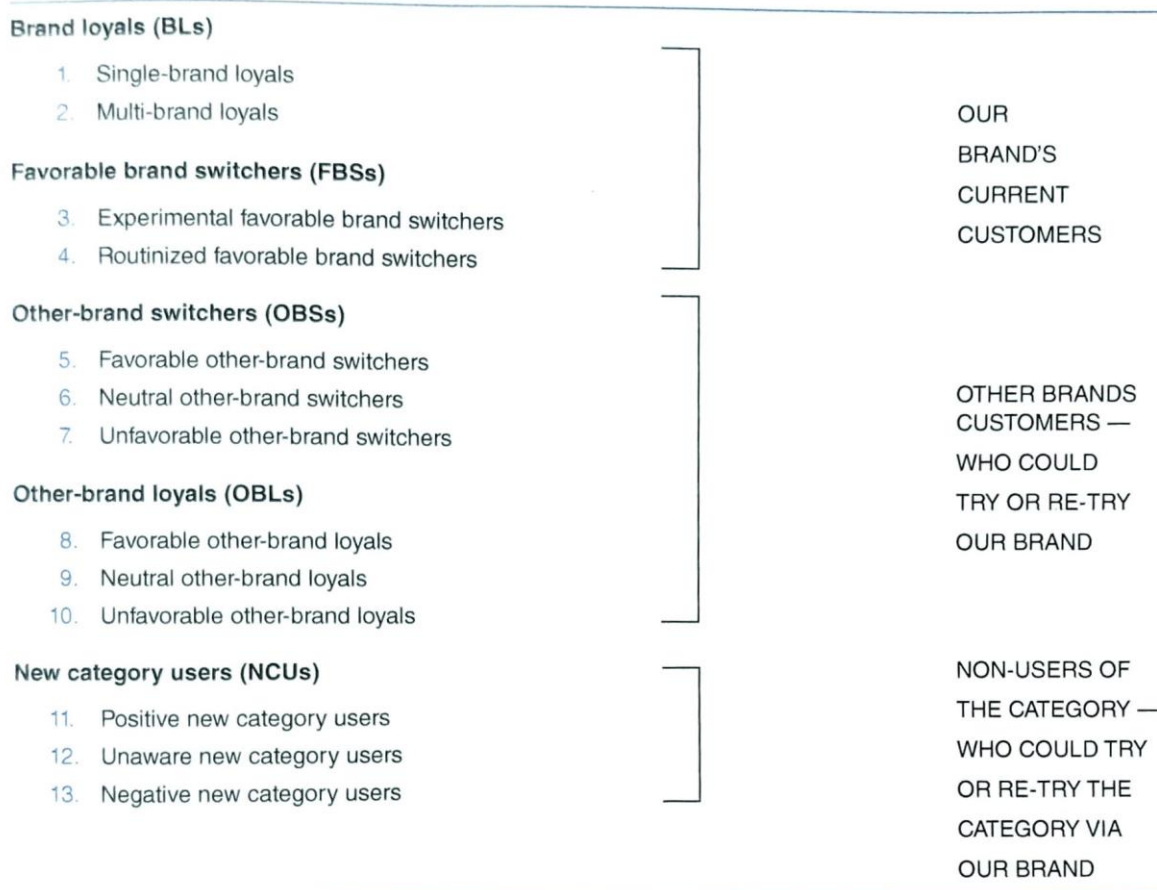 Brand loyals (BLs)
1. Single-brand loyals
2. Multi-brand loyals
Favorable brand switchers (FBSs)
3. Experimental favorable brand switchers
4. Routinized favorable brand switchers
OUR
BRAND'S
CURRENT
CUSTOMERS
Other-brand switchers (OBSs)
5. Favorable other-brand switchers
6. Neutral other-brand switchers
7. Unfavorable other-brand switchers
Other-brand loyals (OBLs)
8. Favorable other-brand loyals
9. Neutral other-brand loyals
10. Unfavorable other-brand loyals
OTHER BRANDS
CUSTOMERS —
WHO COULD
TRY OR RE-TRY
OUR BRAND
New category users (NCUs)
11. Positive new category users
12. Unaware new category users
13. Negative new category users
NON-USERS OF
THE CATEGORY —
WHO COULD TRY
OR RE-TRY THE
CATEGORY VIA
OUR BRAND